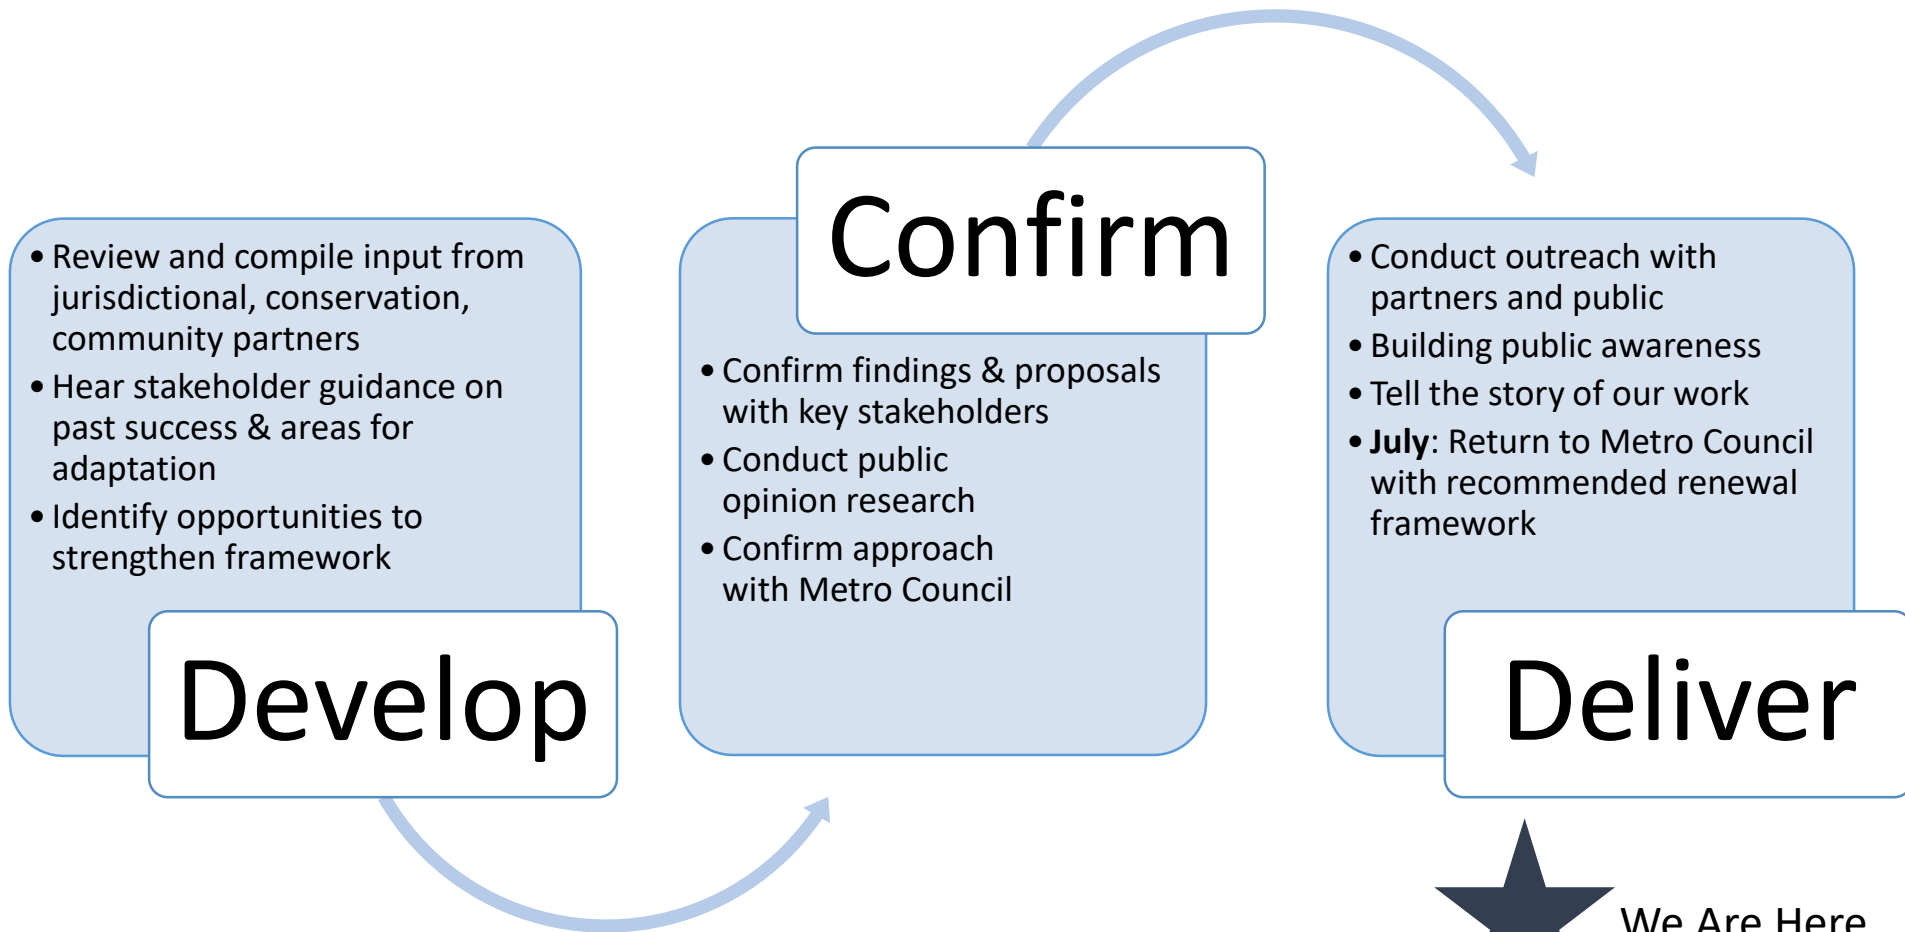 • Review and compile input from
jurisdictional, conservation,
community partners
• Hear stakeholder guidance on
past success & areas for
adaptation
• Identify opportunities to
strengthen framework
Develop
Confirm
• Confirm findings & proposals
with key stakeholders
• Conduct public
opinion research
• Confirm approach
with Metro Council
• Conduct outreach with
partners and public
• Building public awareness
• Tell the story of our work
• July: Return to Metro Council
with recommended renewal
framework
Deliver
We Are Here